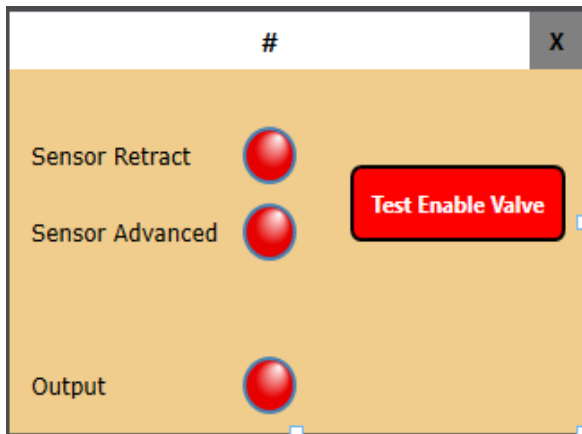 #
X
Sensor Retract
Test Enable Valve
Sensor Advanced
Output